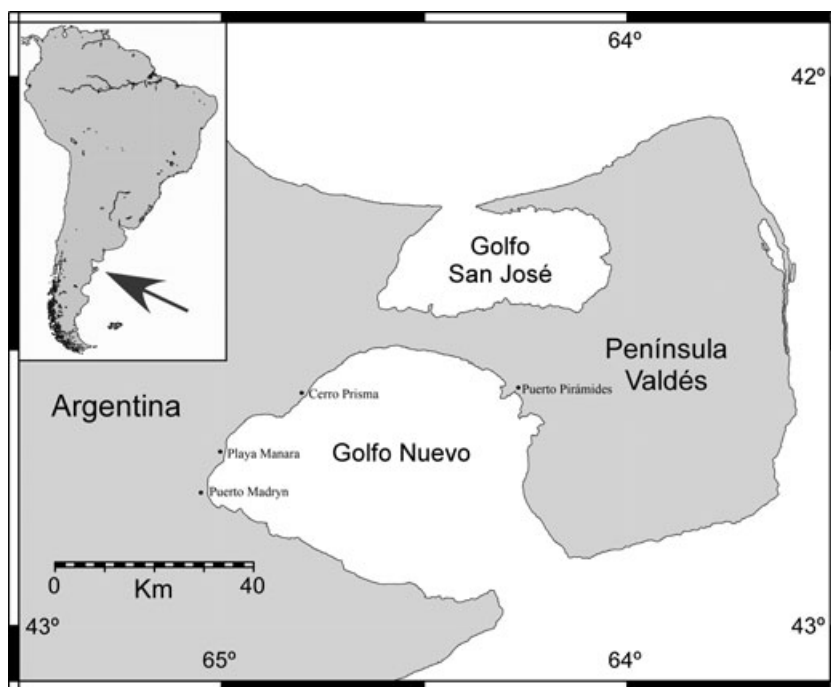 64º
42º
Golfo
San José
Península
Valdés
Puerto Pirámides
Cerro Prisma
Argentina
Golfo Nuevo
Playa Manara
Puerto Madryn
0
40
Km
43º
43º
65º
64º